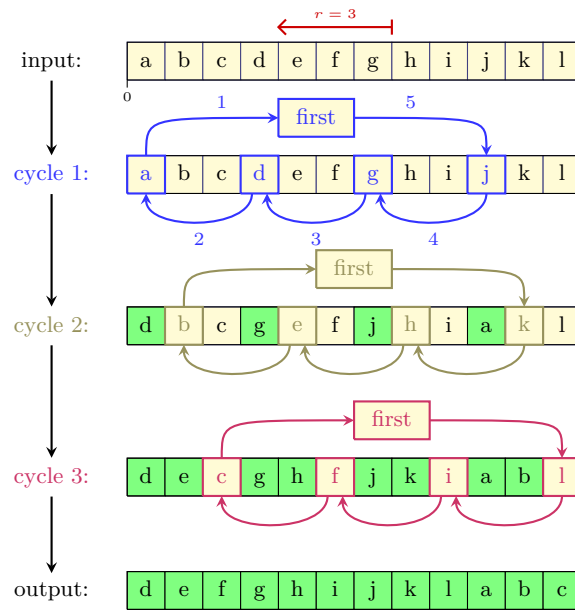 r = 3
input: a b c d e f g h i j k l
0
1 first 5
cycle 1: a b c d e f g h i j k l
2 3 4
first
cycle 2: d b c g e f j h i a k l
first
cycle 3: d e c g h f j k i a b l
output: d e f g h i j k l a b c